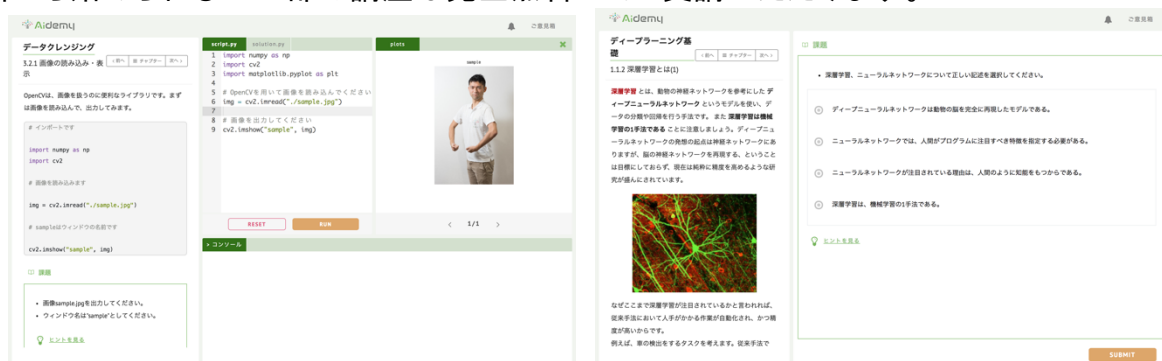 Aidemy
ご意見箱
データクレンジング
3.2.1 画像の読み込み・表示
<前へ
チャプター
次へ>
OpenCVは、画像を扱うのに便利なライブラリです。まず
は画像を読み込んで、出力してみます。
# インポートです
import numpy as np
import cv2
# 画像を読み込みます
img = cv2.imread("./sample.jpg")
# sampleはウィンドウの名前です
cv2.imshow("sample", img)
課題
• 画像sample.jpgを出力してください。
• ウィンドウ名は"sample"としてください。
ヒントを見る
script.py
solution.py
1 import numpy as np
2 import cv2
3 import matplotlib.pyplot as plt
4
5 # OpenCVを用いて画像を読み込んでください
6 img = cv2.imread("./sample.jpg")
7
8 # 画像を出力してください
9 cv2.imshow("sample", img)
RESET
RUN
> コンソール
plots
sample
< 1/1 >
Aidemy
ご意見箱
ディープラーニング基
礎
<前へ
チャプター
次へ>
1.1.2 深層学習とは(1)
深層学習 とは、動物の神経ネットワークを参考にした デ
ィープニューラルネットワーク というモデルを使い、デ
ータの分類や回帰を行う手法です。 また 深層学習は機械
学習の1手法である ことに注意しましょう。ディープニュ
ーラルネットワークの発想の起点は神経ネットワークにあ
りますが、脳の神経ネットワークを再現する、ということ
は目標にしておらず、現在は純粋に精度を高めるような研
究が盛んにされています。
なぜここまで深層学習が注目されているかと言われれば、
従来手法において人手がかかる作業が自動化され、かつ精
度が高いからです。
例えば、車の検出をするタスクを考えます。従来手法で
課題
• 深層学習、ニューラルネットワークについて正しい記述を選択してください。
ディープニューラルネットワークは動物の脳を完全に再現したモデルである。
ニューラルネットワークでは、人間がプログラムに注目すべき特徴を指定する必要がある。
ニューラルネットワークが注目されている理由は、人間のように知能をもつからである。
深層学習は、機械学習の1手法である。
ヒントを見る
SUBMIT